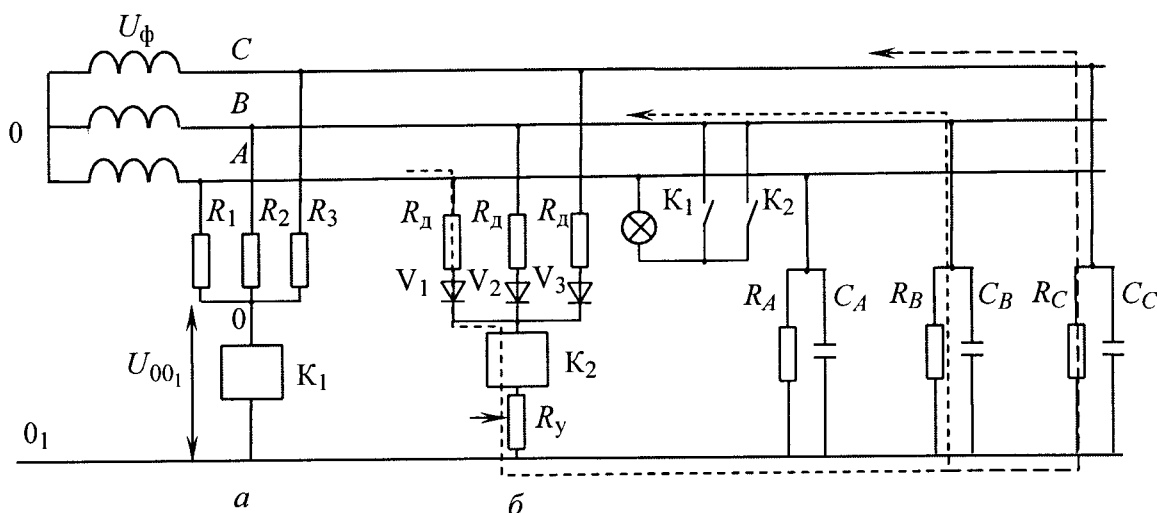 Uф
C
B
0
A
R1 R2 R3 Rд Rд Rд K1 K2
V1 V2 V3
RA CA RB CB RC CC
0
U001 K1 K2
Rу
01
а б